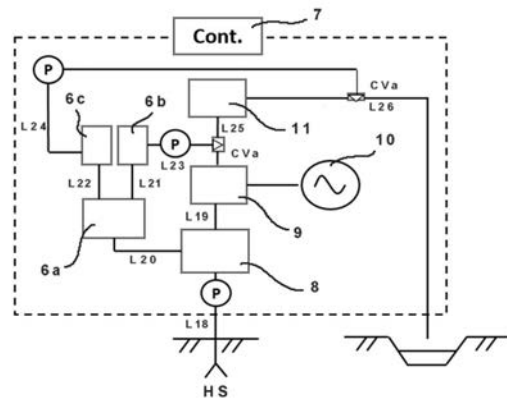 7
Cont.
P
CVa
L26
6c
6b
L24
P
L25
11
L23
CVa
10
L22
L21
9
L19
6a
L20
8
P
L18
HS